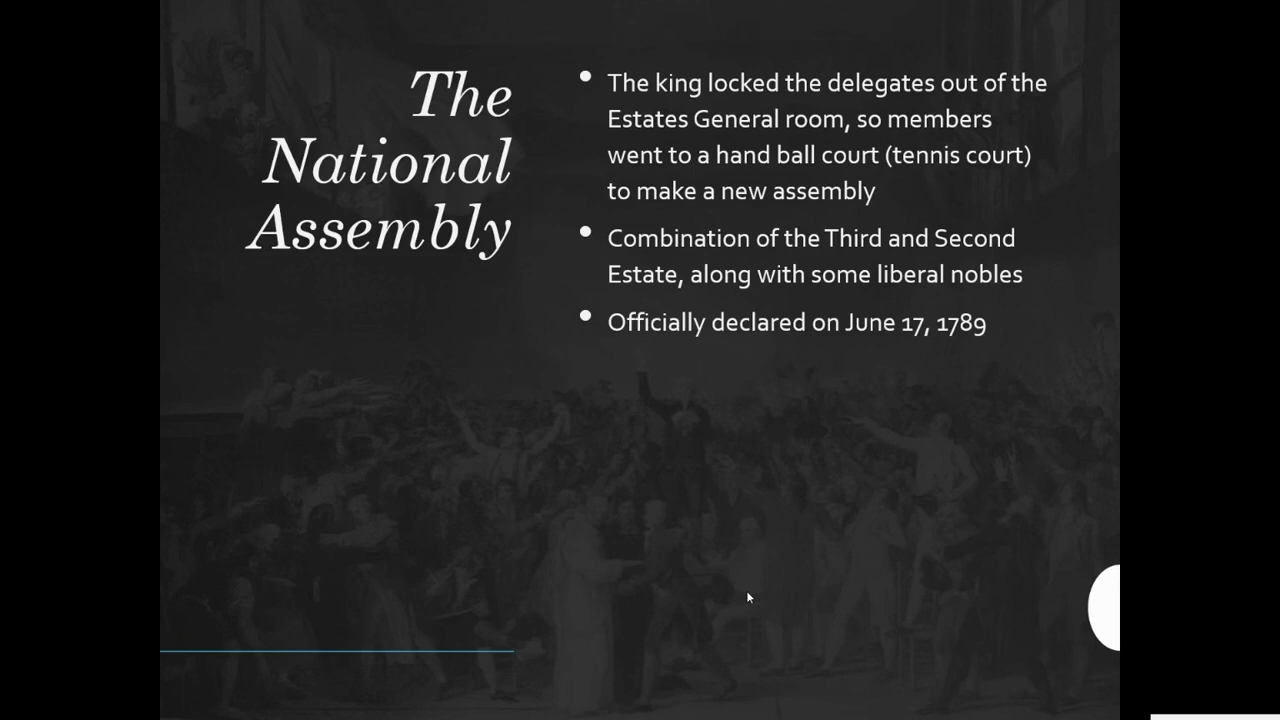 The
National
Assembly
• The king locked the delegates out of the
Estates General room, so members
went to a hand ball court (tennis court)
to make a new assembly
• Combination of the Third and Second
Estate, along with some liberal nobles
• Officially declared on June 17, 1789